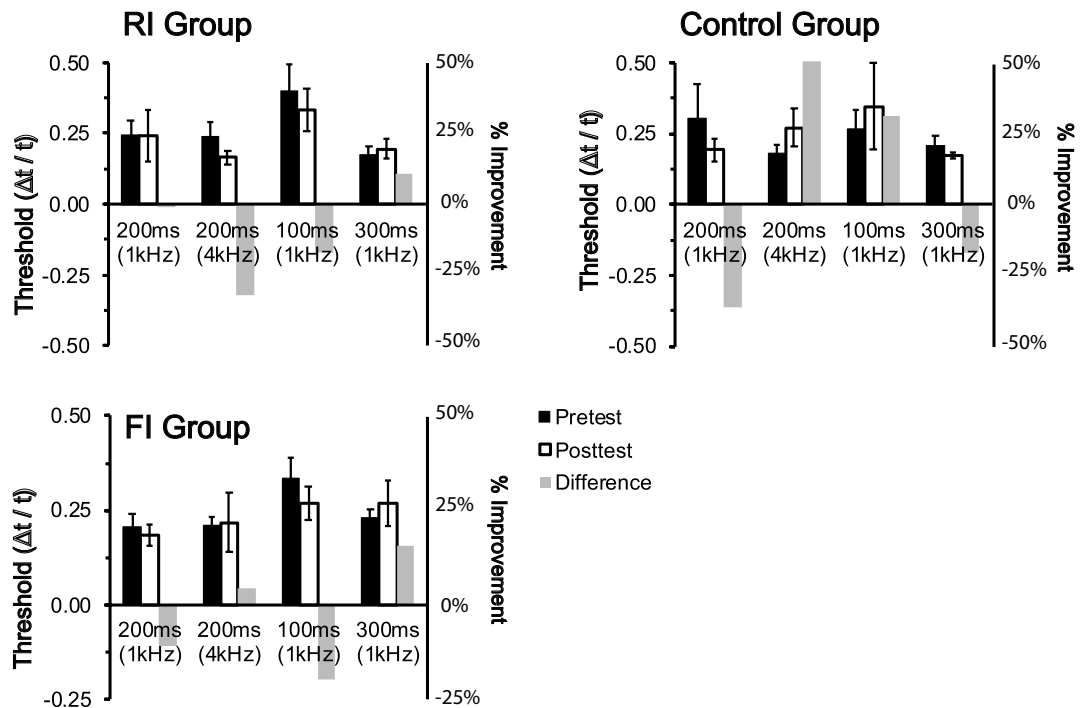 RI Group
0.50
0.25
0.00
-0.25
-0.50
Threshold (Δt / t)
50%
25%
0%
-25%
-50%
% Improvement
200ms
(1kHz)
200ms
(4kHz)
100ms
(1kHz)
300ms
(1kHz)
Control Group
0.50
0.25
0.00
-0.25
-0.50
Threshold (Δt / t)
50%
25%
0%
-25%
-50%
% Improvement
200ms
(1kHz)
200ms
(4kHz)
100ms
(1kHz)
300ms
(1kHz)
FI Group
0.50
0.25
0.00
-0.25
Threshold (Δt / t)
50%
25%
0%
-25%
% Improvement
200ms
(1kHz)
200ms
(4kHz)
100ms
(1kHz)
300ms
(1kHz)
Pretest
Posttest
Difference